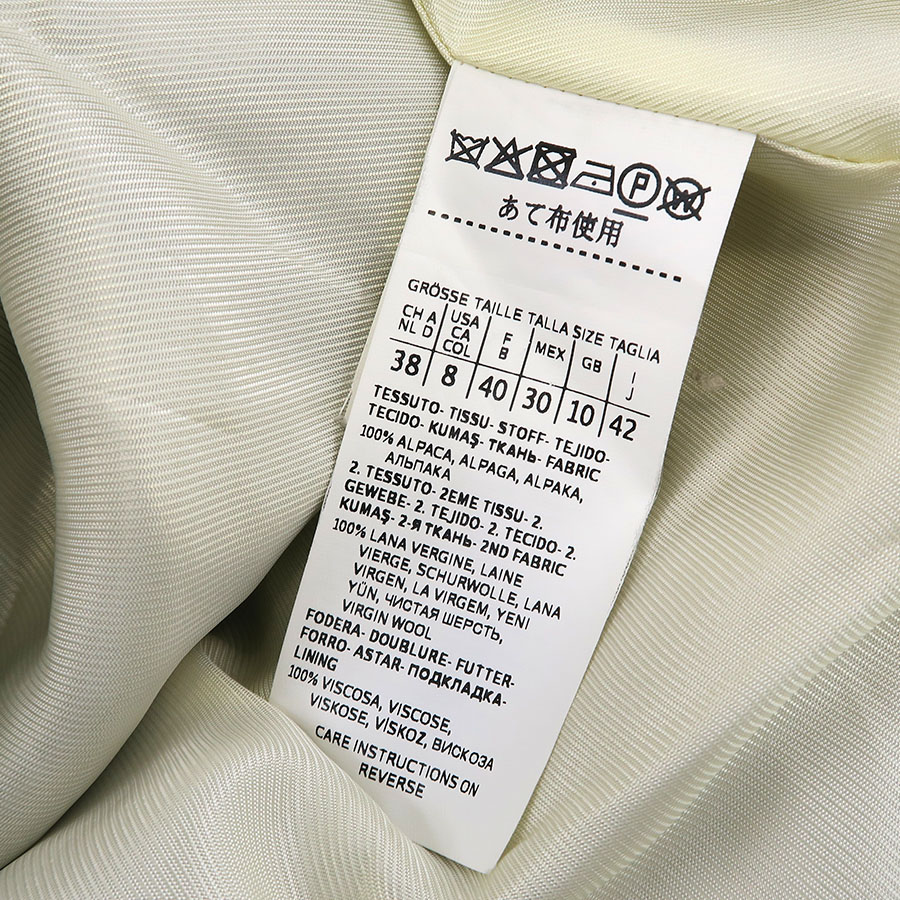 P W
あて布使用
GRÖSSE TAILLE TALLA SIZE TAGLIA
CH A NL D USA CA COL F B MEX GB I J
38 8 40 30 10 42
TESSUTO- TISSU- STOFF- TEJIDO-
TECIDO- KUMAŞ- ТКАНЬ- FABRIC
100% ALPACA, ALPAGA, ALPAKA,
АЛЬПАКА
2. TESSUTO- 2EME TISSU- 2.
GEWEBE- 2. TEJIDO- 2. TECIDO- 2.
KUMAŞ- 2-Я ТКАНЬ- 2ND FABRIC
100% LANA VERGINE, LAINE
VIERGE, SCHURWOLLE, LANA
VIRGEN, LA VIRGEM, YENI
YÜN, ЧИСТАЯ ШЕРСТЬ,
VIRGIN WOOL
FODERA- DOUBLURE- FUTTER-
FORRO- ASTAR- ПОДКЛАДКА-
LINING
100% VISCOSA, VISCOSE,
VISKOSE, VISKOZ, ВИСКОЗА
CARE INSTRUCTIONS ON
REVERSE